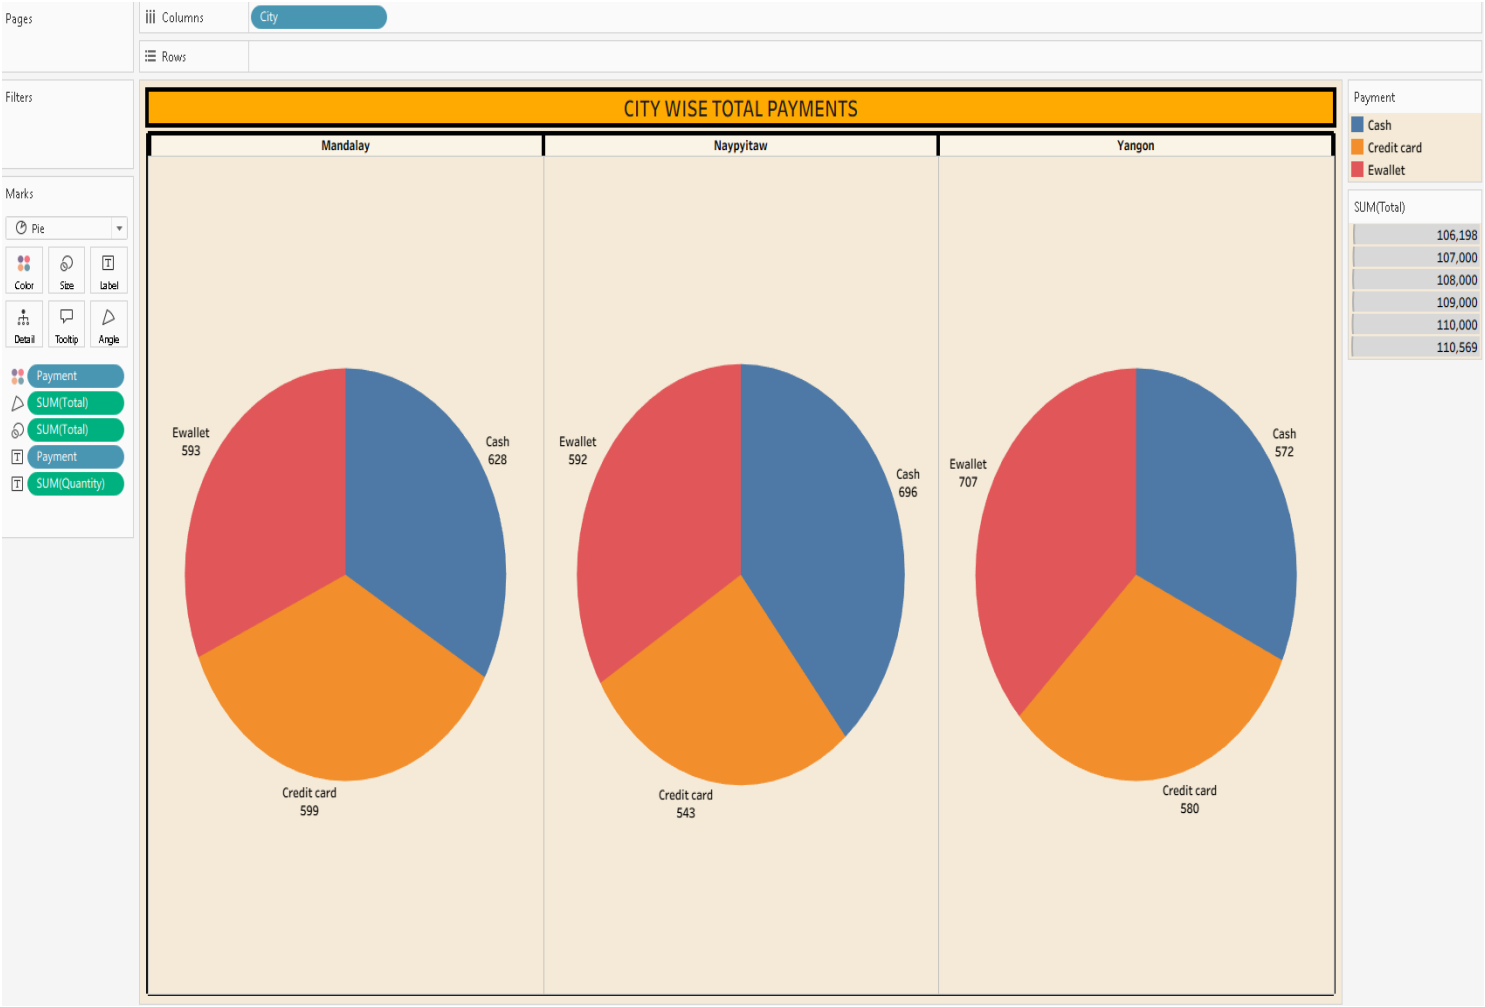 Pages
Columns
City
Rows
Filters
Marks
Pie
Color
Size
Label
Detail
Tooltip
Angle
Payment
SUM(Total)
SUM(Total)
Payment
SUM(Quantity)
CITY WISE TOTAL PAYMENTS
Mandalay
Naypyitaw
Yangon
Ewallet
593
Cash
628
Credit card
599
Ewallet
592
Cash
696
Credit card
543
Ewallet
707
Cash
572
Credit card
580
Payment
Cash
Credit card
Ewallet
SUM(Total)
106,198
107,000
108,000
109,000
110,000
110,569